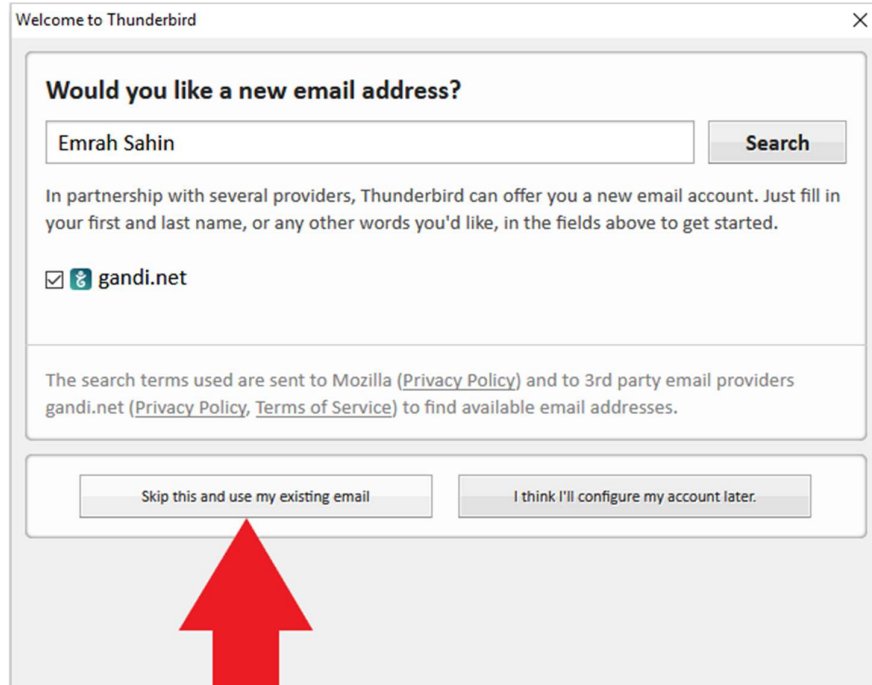 Welcome to Thunderbird
Would you like a new email address?
Emrah Sahin
Search
In partnership with several providers, Thunderbird can offer you a new email account. Just fill in
your first and last name, or any other words you'd like, in the fields above to get started.
gandi.net
The search terms used are sent to Mozilla (Privacy Policy) and to 3rd party email providers
gandi.net (Privacy Policy, Terms of Service) to find available email addresses.
Skip this and use my existing email
I think I'll configure my account later.